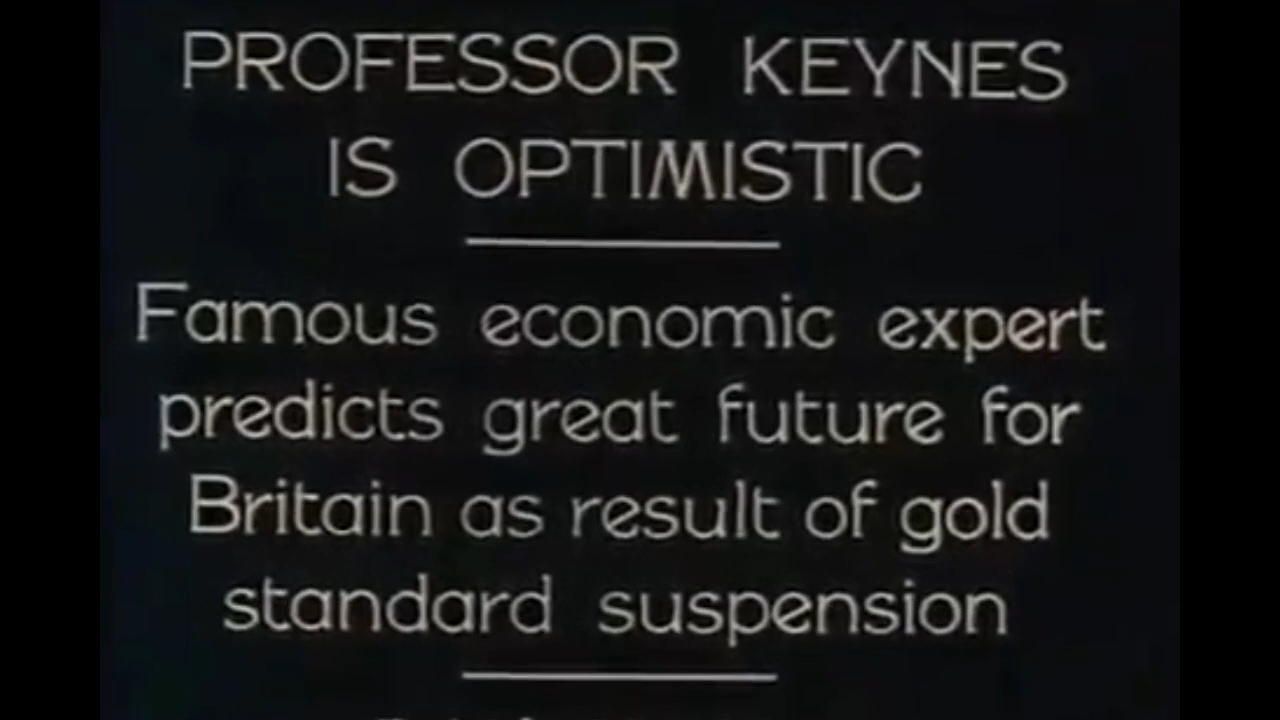 PROFESSOR KEYNES
IS OPTIMISTIC
Famous economic expert
predicts great future for
Britain as result of gold
standard suspension